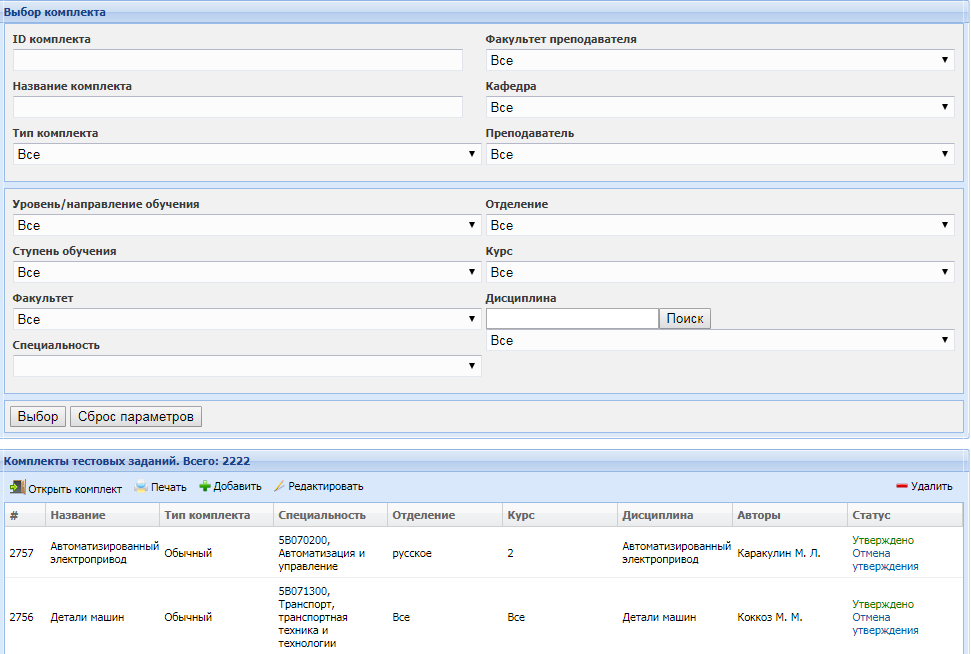 Выбор комплекта
ID комплекта
Факультет преподавателя
Все
Название комплекта
Кафедра
Все
Тип комплекта
Преподаватель
Все
Все
Уровень/направление обучения
Отделение
Все
Все
Ступень обучения
Курс
Все
Все
Факультет
Дисциплина
Все
Поиск
Специальность
Все
Выбор
Сброс параметров
Комплекты тестовых заданий. Всего: 2222
Открыть комплект
Печать
Добавить
Редактировать
Удалить
#
Название
Тип комплекта
Специальность
Отделение
Курс
Дисциплина
Авторы
Статус
2757
Автоматизированный
электропривод
Обычный
5B070200,
Автоматизация и
управление
русское
2
Автоматизированный
электропривод
Каракулин М. Л.
Утверждено
Отмена
утверждения
2756
Детали машин
Обычный
5B071300,
Транспорт,
транспортная
техника и
технологии
Все
Все
Детали машин
Коккоз М. М.
Утверждено
Отмена
утверждения